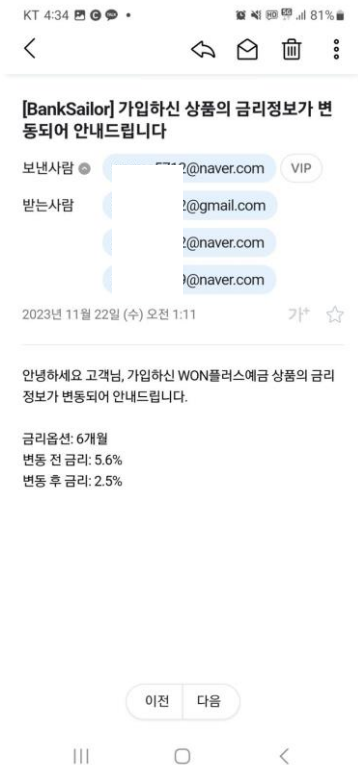 KT 4:34
81%
[BankSailor] 가입하신 상품의 금리정보가 변
동되어 안내드립니다
보낸사람 @naver.com VIP
받는사람 2@gmail.com
2@naver.com
9@naver.com
2023년 11월 22일 (수) 오전 1:11 가+
안녕하세요 고객님, 가입하신 WON플러스예금 상품의 금리
정보가 변동되어 안내드립니다.
금리옵션: 6개월
변동 전 금리: 5.6%
변동 후 금리: 2.5%
이전 다음